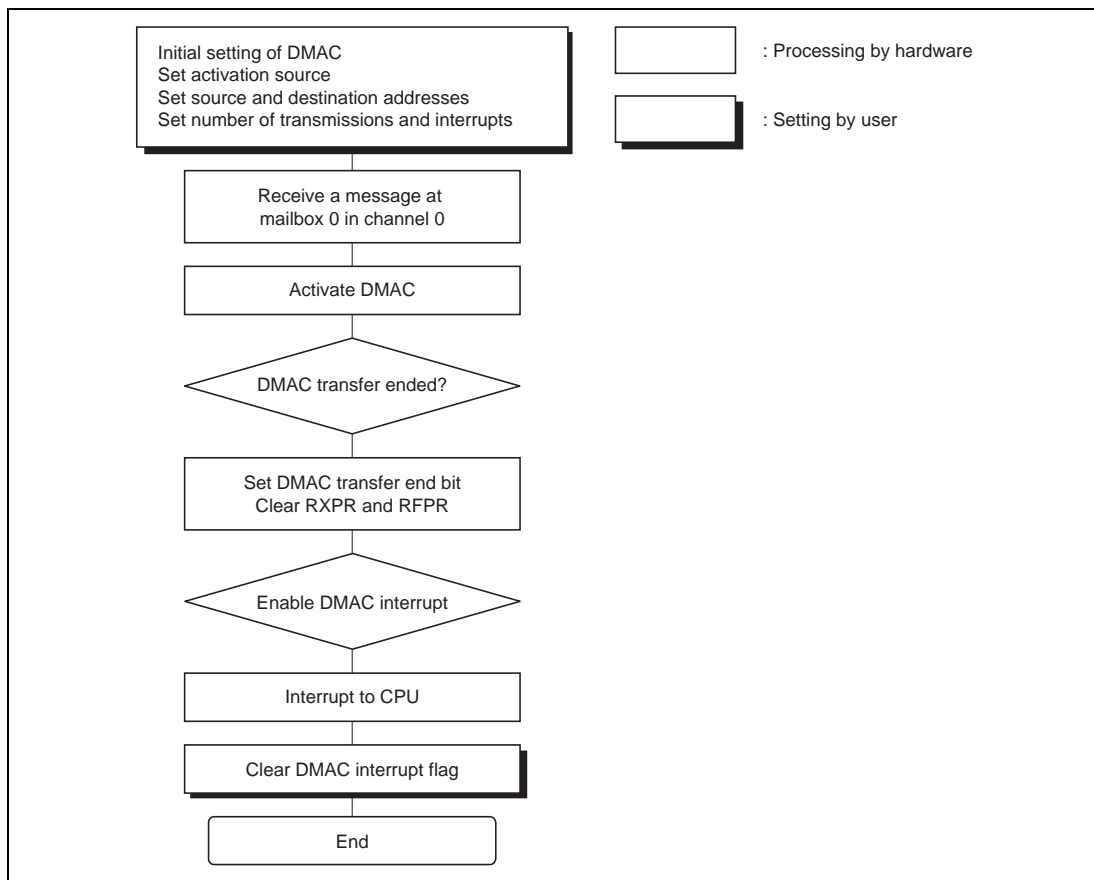 Initial setting of DMAC
Set activation source
Set source and destination addresses
Set number of transmissions and interrupts
: Processing by hardware
: Setting by user
Receive a message at
mailbox 0 in channel 0
Activate DMAC
DMAC transfer ended?
Set DMAC transfer end bit
Clear RXPR and RFPR
Enable DMAC interrupt
Interrupt to CPU
Clear DMAC interrupt flag
End